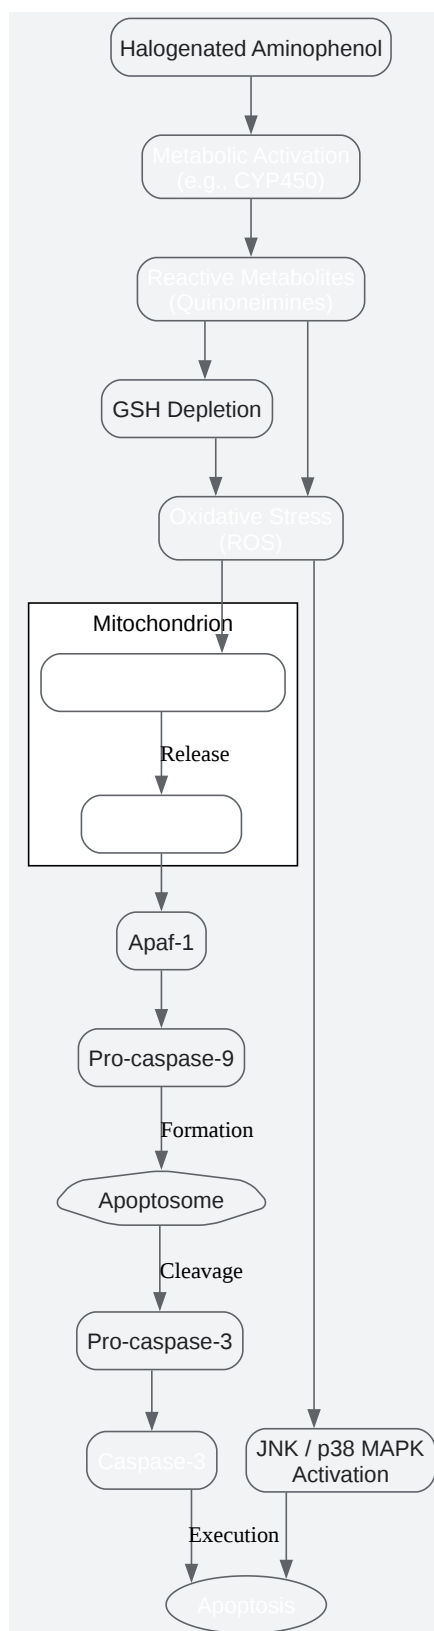 Halogenated Aminophenol
Metabolic Activation
(e.g., CYP450)
Reactive Metabolites
(Quinoneimines)
GSH Depletion
Oxidative Stress
(ROS)
Mitochondrion
Release
Apaf-1
Pro-caspase-9
Formation
Apoptosome
Cleavage
Pro-caspase-3
Caspase-3
JNK / p38 MAPK
Activation
Execution
Apoptosis